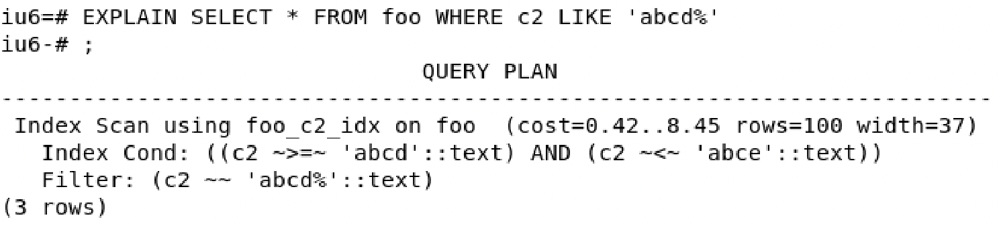 iu6=# EXPLAIN SELECT * FROM foo WHERE c2 LIKE 'abcd%'
iu6-# ;
QUERY PLAN
-------------------------------------------------------------------------
Index Scan using foo_c2_idx on foo  (cost=0.42..8.45 rows=100 width=37)
Index Cond: ((c2 ~>=~ 'abcd'::text) AND (c2 ~<~ 'abce'::text))
Filter: (c2 ~~ 'abcd%'::text)
(3 rows)